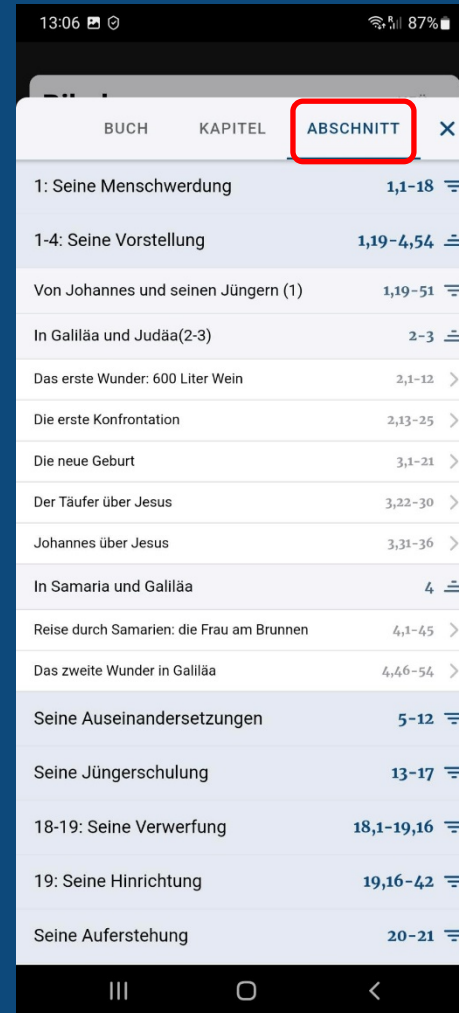 13:06 87%
BUCH KAPITEL ABSCHNITT
1: Seine Menschwerdung 1,1-18
1-4: Seine Vorstellung 1,19-4,54
Von Johannes und seinen Jüngern (1) 1,19-51
In Galiläa und Judäa(2-3) 2-3
Das erste Wunder: 600 Liter Wein 2,1-12
Die erste Konfrontation 2,13-25
Die neue Geburt 3,1-21
Der Täufer über Jesus 3,22-30
Johannes über Jesus 3,31-36
In Samaria und Galiläa 4
Reise durch Samarien: die Frau am Brunnen 4,1-45
Das zweite Wunder in Galiläa 4,46-54
Seine Auseinandersetzungen 5-12
Seine Jüngerschulung 13-17
18-19: Seine Verwerfung 18,1-19,16
19: Seine Hinrichtung 19,16-42
Seine Auferstehung 20-21